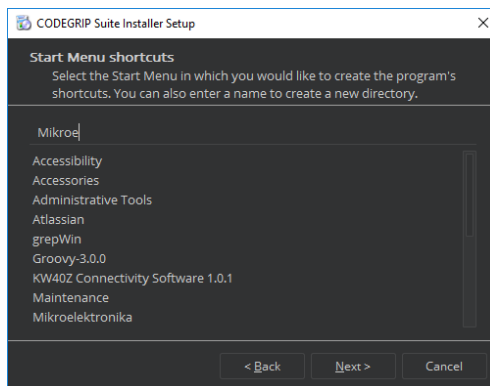 CODEGRIP Suite Installer Setup
Start Menu shortcuts
Select the Start Menu in which you would like to create the program's
shortcuts. You can also enter a name to create a new directory.
Mikroe
Accessibility
Accessories
Administrative Tools
Atlassian
grepWin
Groovy-3.0.0
KW40Z Connectivity Software 1.0.1
Maintenance
Mikroelektronika
< Back Next > Cancel